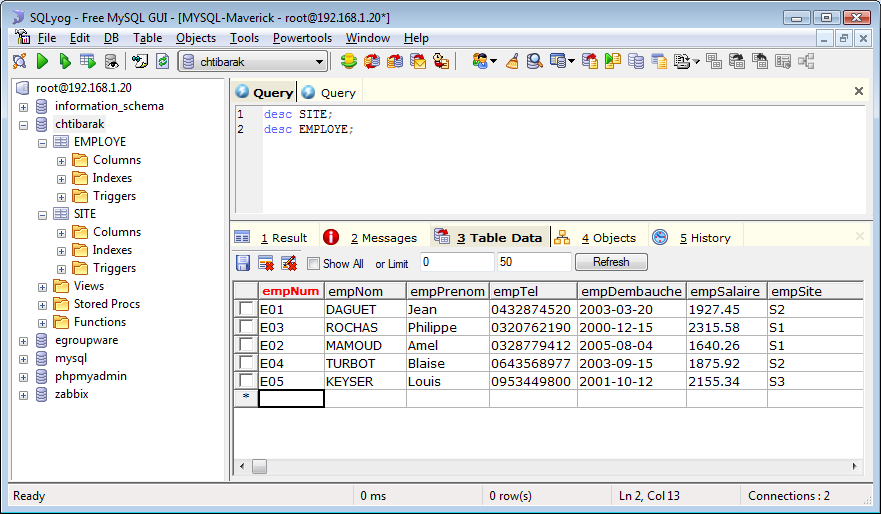 SQLyog - Free MySQL GUI - [MYSQL-Maverick - root@192.168.1.20*]
File Edit DB Table Objects Tools Powertools Window Help
chtibarak
root@192.168.1.20
information_schema
chtibarak
EMPLOYE
Columns
Indexes
Triggers
SITE
Columns
Indexes
Triggers
Views
Stored Procs
Functions
egroupware
mysql
phpmyadmin
zabbix
Query Query
1 desc SITE;
2 desc EMPLOYE;
1 Result 2 Messages 3 Table Data 4 Objects 5 History
Show All or Limit 0 50 Refresh
empNum empNom empPrenom empTel empDembauche empSalaire empSite
E01 DAGUET Jean 0432874520 2003-03-20 1927.45 S2
E03 ROCHAS Philippe 0320762190 2000-12-15 2315.58 S1
E02 MAMOUD Amel 0328779412 2005-08-04 1640.26 S1
E04 TURBOT Blaise 0643568977 2003-09-15 1875.92 S2
E05 KEYSER Louis 0953449800 2001-10-12 2155.34 S3
*
Ready 0 ms 0 row(s) Ln 2, Col 13 Connections : 2